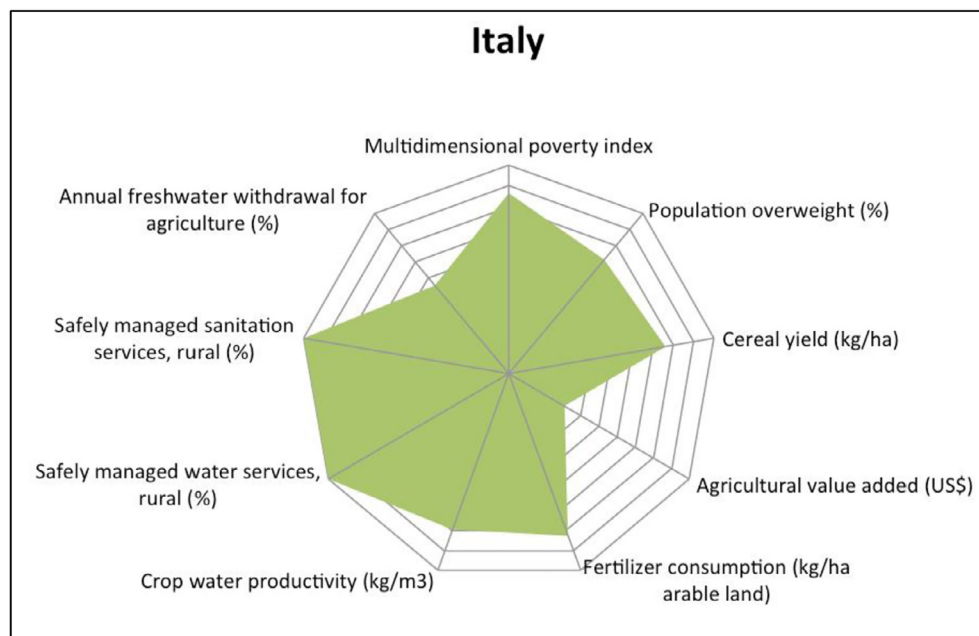 Italy
Multidimensional poverty index
Population overweight (%)
Cereal yield (kg/ha)
Agricultural value added (US$)
Fertilizer consumption (kg/ha
arable land)
Crop water productivity (kg/m3)
Safely managed water services,
rural (%)
Safely managed sanitation
services, rural (%)
Annual freshwater withdrawal for
agriculture (%)